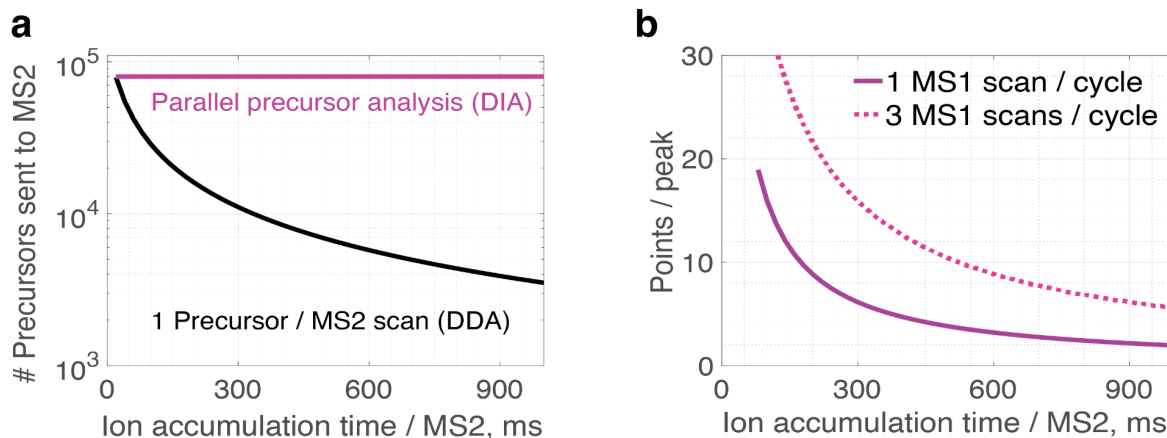 a
# Precursors sent to MS2
10^5
10^4
10^3
Parallel precursor analysis (DIA)
1 Precursor / MS2 scan (DDA)
0 300 600 900
Ion accumulation time / MS2, ms
b
Points / peak
30
20
10
0
1 MS1 scan / cycle
3 MS1 scans / cycle
0 300 600 900
Ion accumulation time / MS2, ms